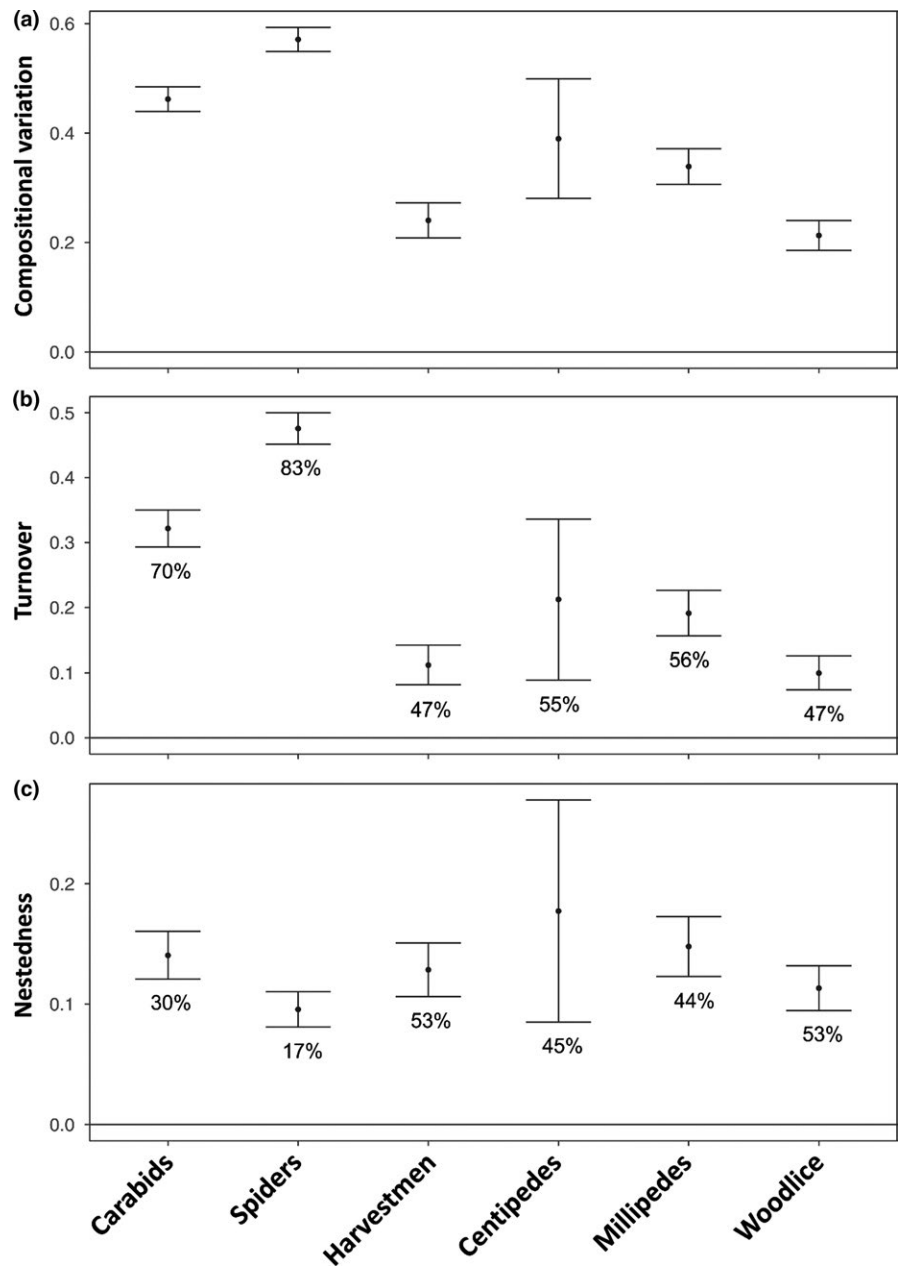 (a)
Compositional variation
0.6
0.4
0.2
0.0
(b)
Turnover
0.5
0.4
0.3
0.2
0.1
0.0
70%
83%
47%
55%
56%
47%
(c)
Nestedness
0.2
0.1
0.0
30%
17%
53%
45%
44%
53%
Carabids
Spiders
Harvestmen
Centipedes
Millipedes
Woodlice